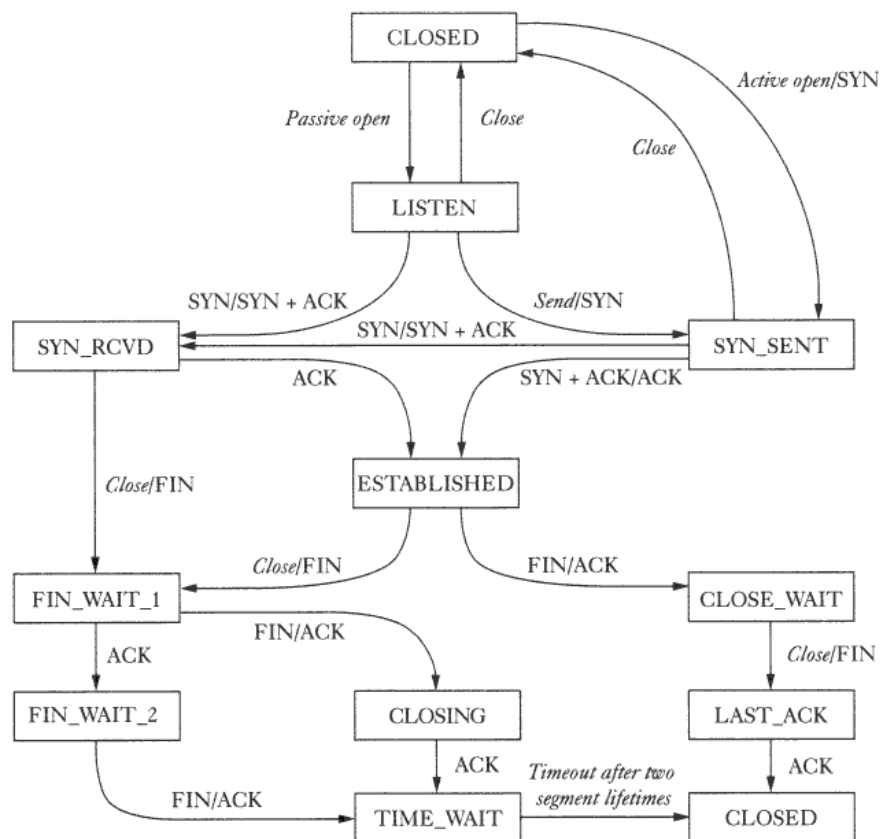 CLOSED
Active open/SYN
Passive open
Close
Close
LISTEN
SYN/SYN + ACK
Send/SYN
SYN/SYN + ACK
SYN_RCVD
SYN_SENT
ACK
SYN + ACK/ACK
ESTABLISHED
Close/FIN
Close/FIN
FIN/ACK
FIN_WAIT_1
CLOSE_WAIT
FIN/ACK
ACK
Close/FIN
FIN_WAIT_2
CLOSING
LAST_ACK
ACK
Timeout after two
segment lifetimes
ACK
FIN/ACK
TIME_WAIT
CLOSED